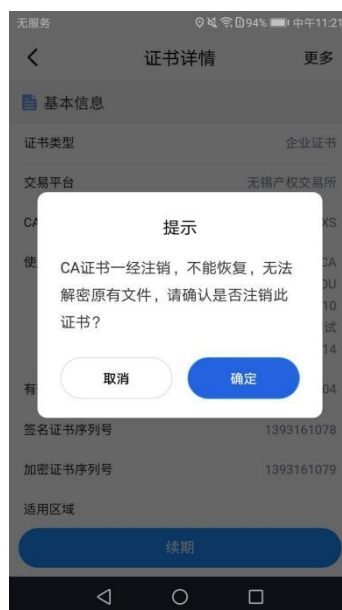 无服务 94% 中午11:21
证书详情 更多
基本信息
证书类型 企业证书
交易平台 无锡产权交易所
CA XS
提示
使 CA
CA证书一经注销，不能恢复，无法
DU
解密原有文件，请确认是否注销此
10
证书？
试
14
取消 确定
有 04
签名证书序列号 1393161078
加密证书序列号 1393161079
适用区域
续期